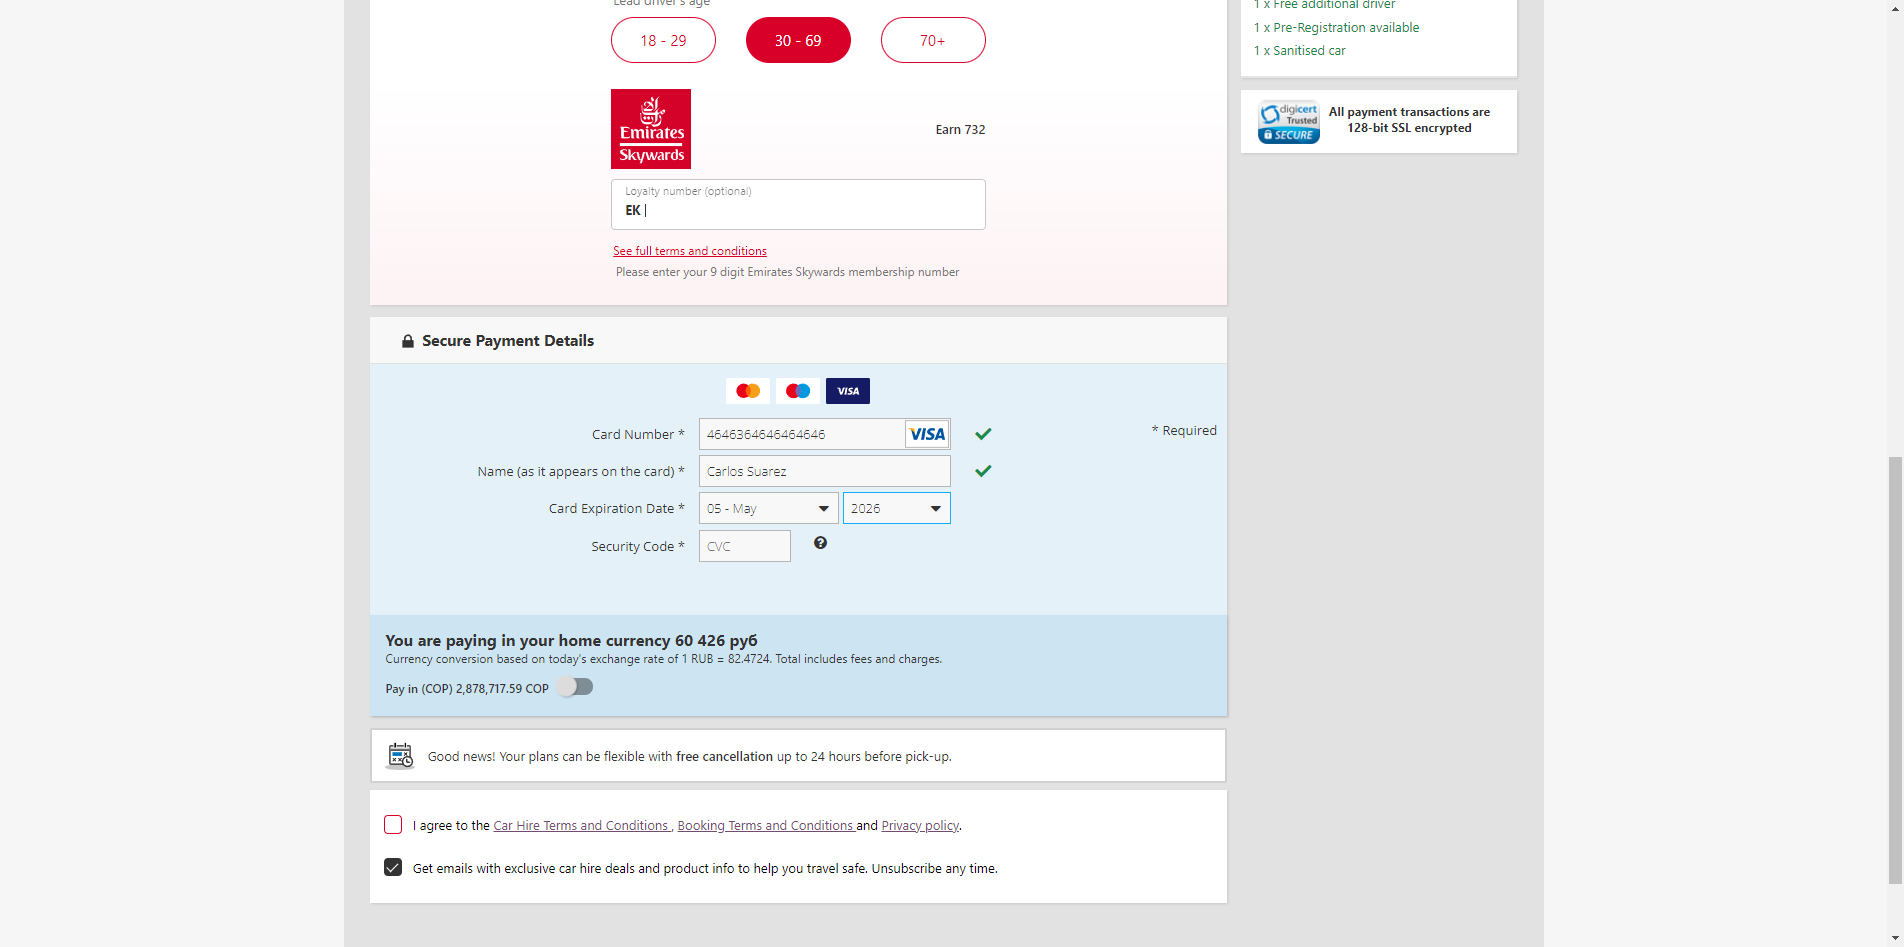 Lead driver's age
18 - 29
30 - 69
70+
Emirates
Skywards
Earn 732
Loyalty number (optional)
EK
See full terms and conditions
Please enter your 9 digit Emirates Skywards membership number
Secure Payment Details
VISA
Card Number *
4646364646464646
VISA
* Required
Name (as it appears on the card) *
Carlos Suarez
Card Expiration Date *
05 - May
2026
Security Code *
CVC
?
You are paying in your home currency 60 426 руб
Currency conversion based on today's exchange rate of 1 RUB = 82.4724. Total includes fees and charges.
Pay in (COP) 2,878,717.59 COP
Good news! Your plans can be flexible with free cancellation up to 24 hours before pick-up.
I agree to the Car Hire Terms and Conditions , Booking Terms and Conditions and Privacy policy.
Get emails with exclusive car hire deals and product info to help you travel safe. Unsubscribe any time.
1 x Free additional driver
1 x Pre-Registration available
1 x Sanitised car
digicert
Trusted
SECURE
All payment transactions are
128-bit SSL encrypted